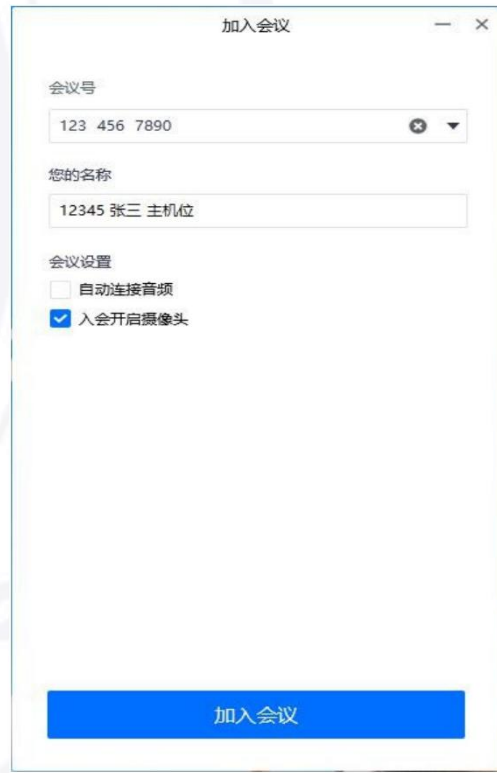 加入会议
会议号
123 456 7890
您的名称
12345 张三 主机位
会议设置
自动连接音频
入会开启摄像头
加入会议